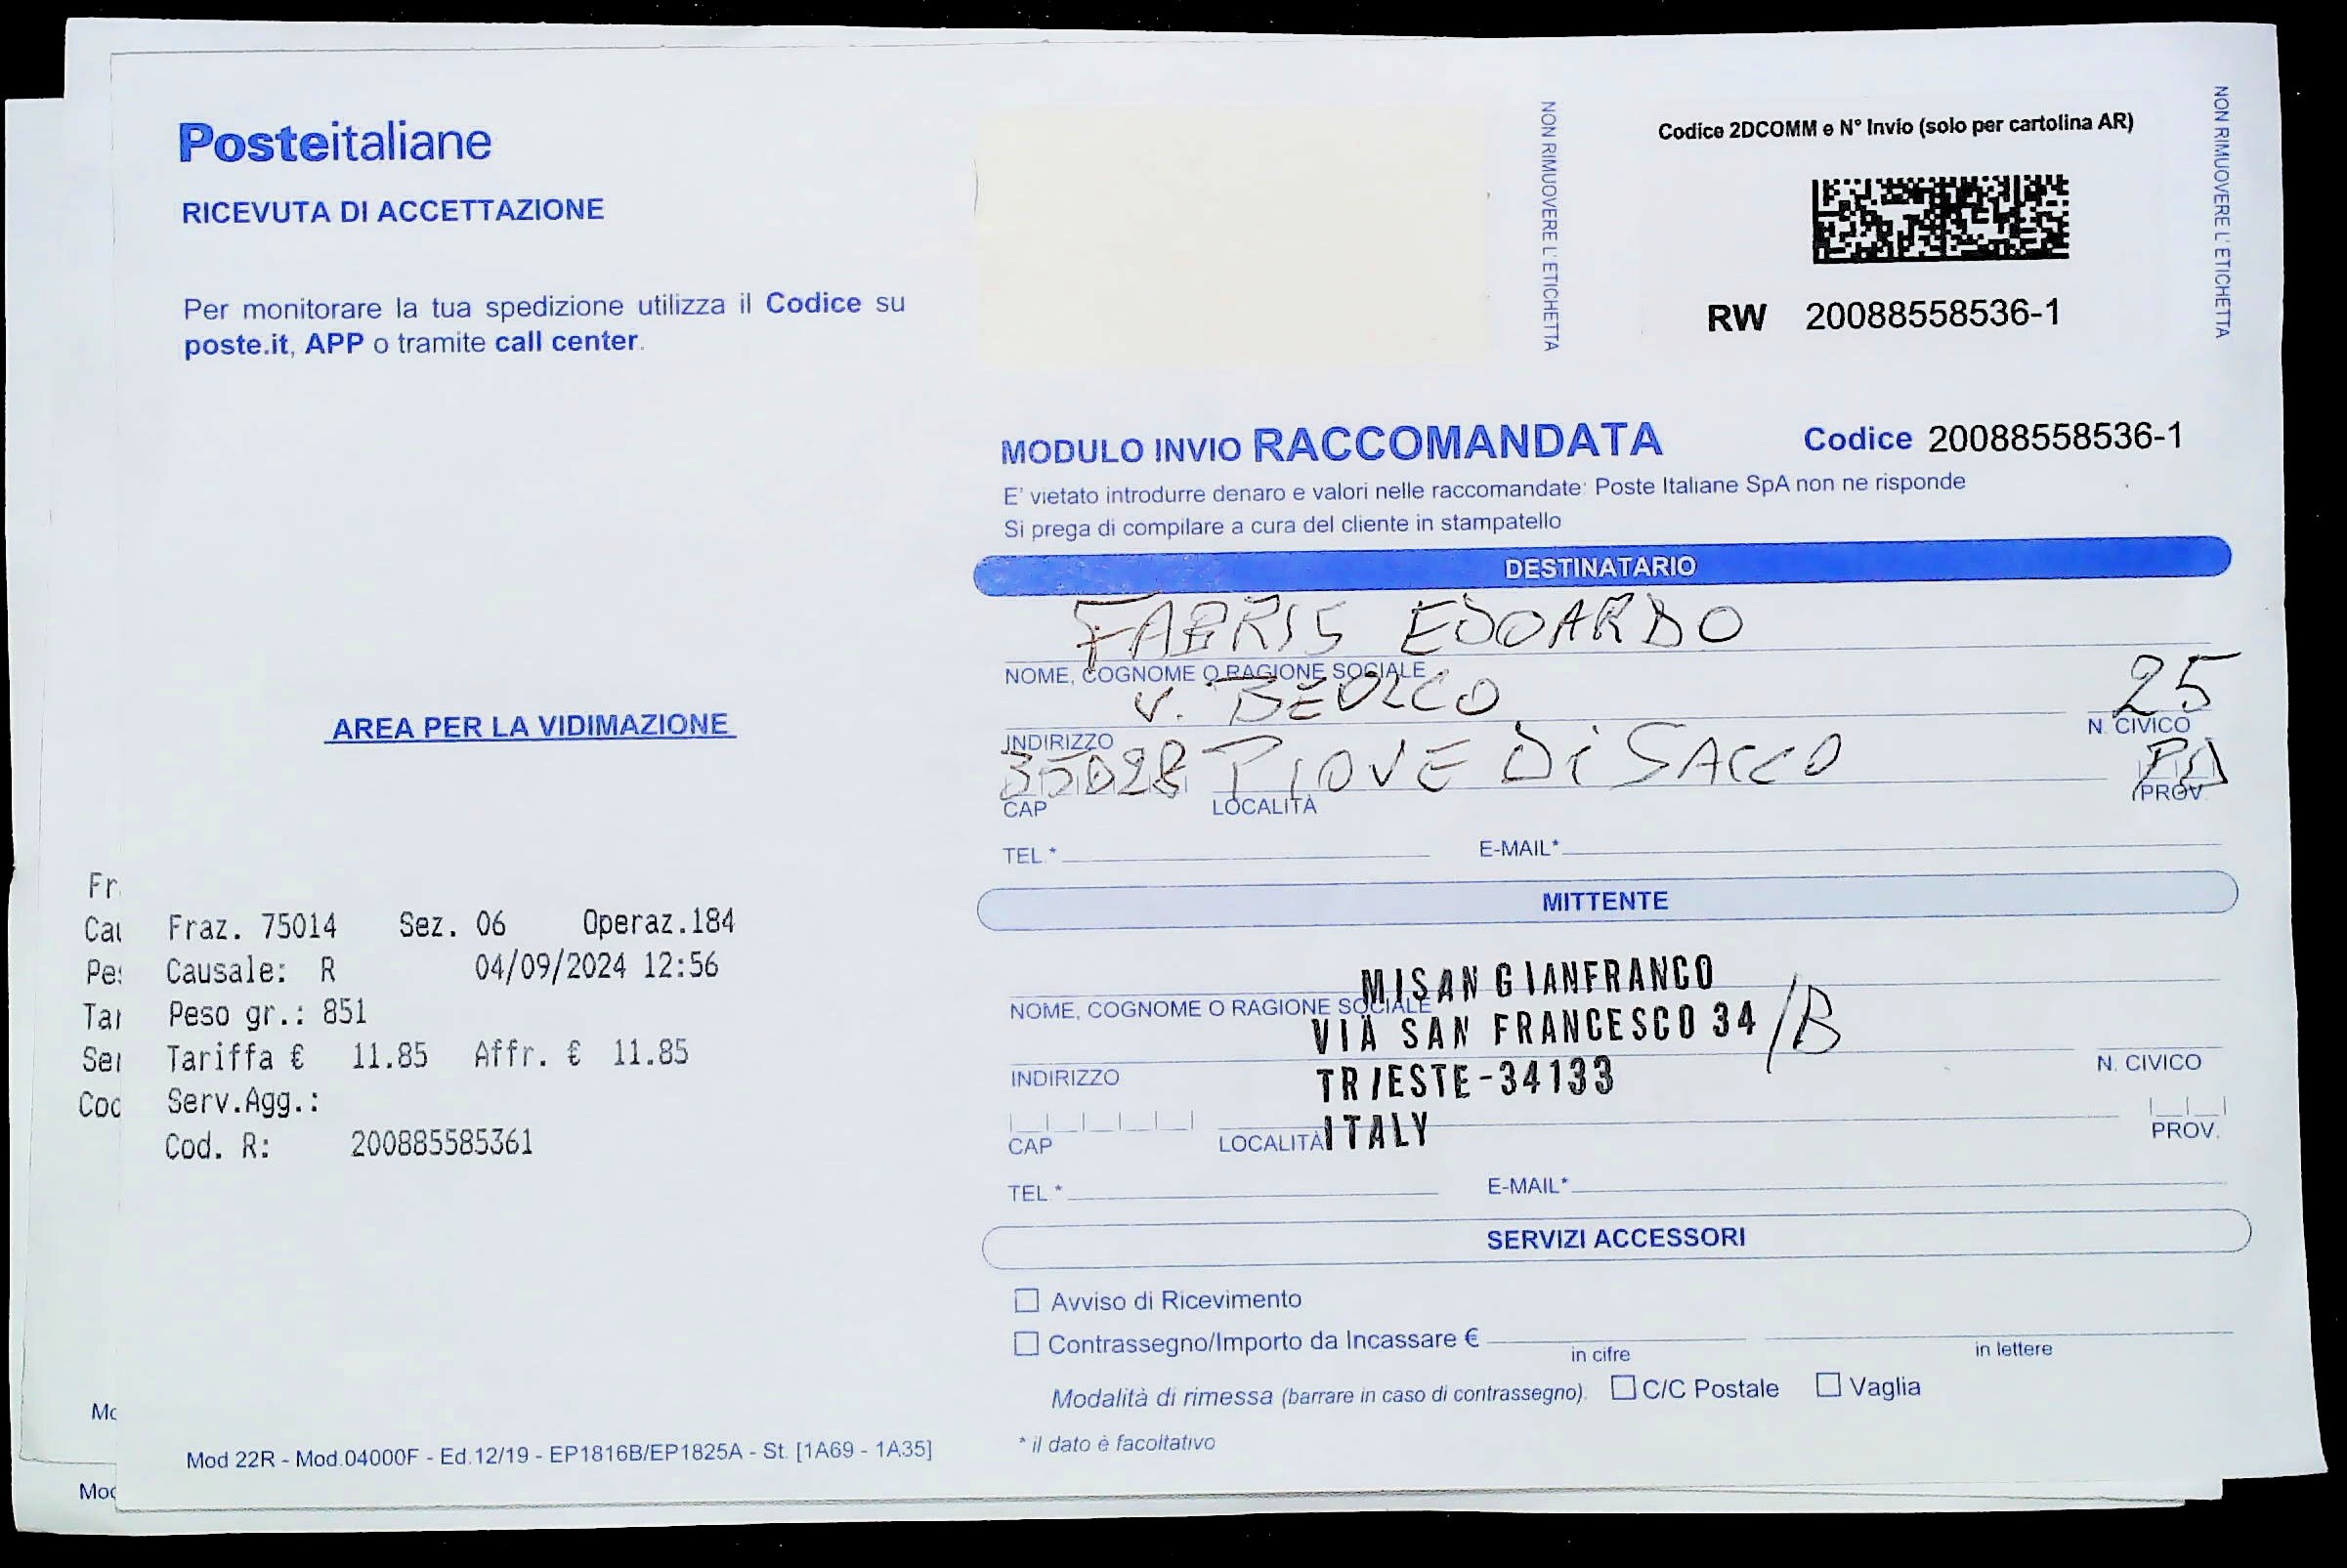 Posteitaliane
RICEVUTA DI ACCETTAZIONE
Per monitorare la tua spedizione utilizza il Codice su
poste.it, APP o tramite call center.
AREA PER LA VIDIMAZIONE
Fraz. 75014 Sez. 06 Operaz.184
Causale: R 04/09/2024 12:56
Peso gr.: 851
Tariffa € 11.85 Affr. € 11.85
Serv.Agg.:
Cod. R: 200885585361
Mod 22R - Mod.04000F - Ed.12/19 - EP1816B/EP1825A - St. [1A69 - 1A35]
NON RIMUOVERE L'ETICHETTA
Codice 2DCOMM e N° Invio (solo per cartolina AR)
RW 20088558536-1
NON RIMUOVERE L'ETICHETTA
MODULO INVIO RACCOMANDATA Codice 20088558536-1
E' vietato introdurre denaro e valori nelle raccomandate: Poste Italiane SpA non ne risponde
Si prega di compilare a cura del cliente in stampatello
DESTINATARIO
FABRIS EDOARDO
NOME, COGNOME O RAGIONE SOCIALE
V. BEOLCO 25
INDIRIZZO N. CIVICO
35028 PIOVE Di SACCO PD
CAP LOCALITÀ PROV.
TEL.* E-MAIL*
MITTENTE
MISAN GIANFRANCO
NOME, COGNOME O RAGIONE SOCIALE
VIA SAN FRANCESCO 34/B
INDIRIZZO N. CIVICO
TRIESTE-34133
ITALY
CAP LOCALITÀ PROV.
TEL.* E-MAIL*
SERVIZI ACCESSORI
Avviso di Ricevimento
Contrassegno/Importo da Incassare €
in cifre in lettere
Modalità di rimessa (barrare in caso di contrassegno). C/C Postale Vaglia
* il dato è facoltativo